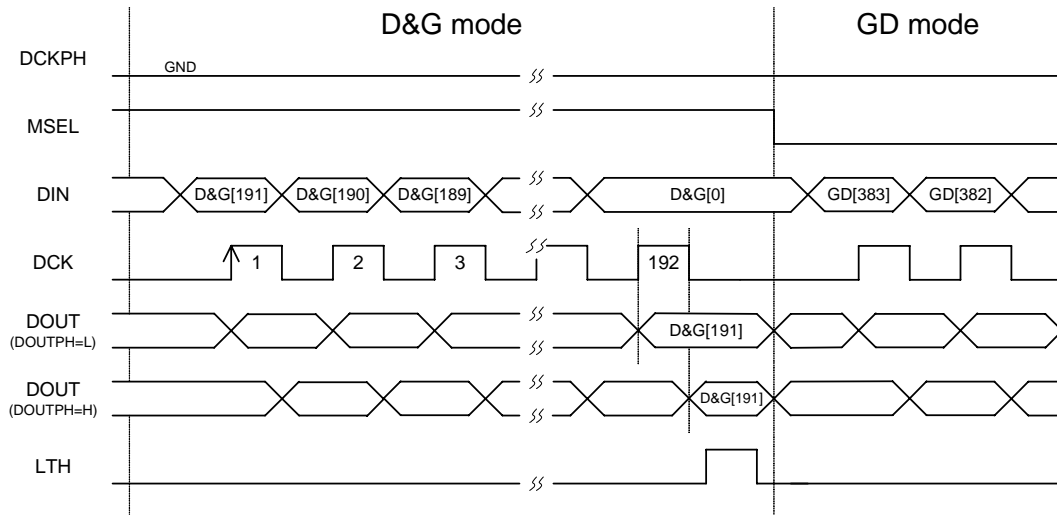 D&G mode
GD mode
DCKPH
GND
MSEL
DIN
D&G[191]
D&G[190]
D&G[189]
D&G[0]
GD[383]
GD[382]
DCK
1
2
3
192
DOUT
(DOUTPH=L)
D&G[191]
DOUT
(DOUTPH=H)
D&G[191]
LTH